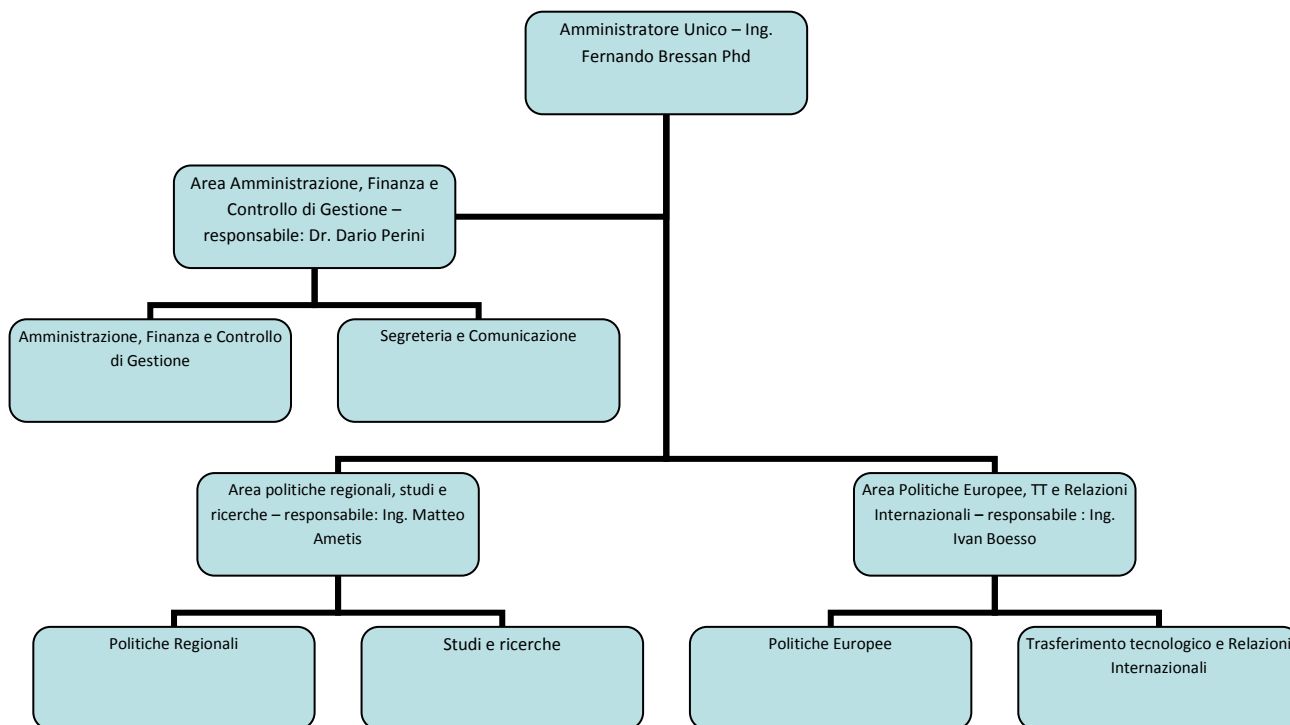 Amministratore Unico – Ing.
Fernando Bressan Phd
Area Amministrazione, Finanza e
Controllo di Gestione –
responsabile: Dr. Dario Perini
Amministrazione, Finanza e Controllo
di Gestione
Segreteria e Comunicazione
Area politiche regionali, studi e
ricerche – responsabile: Ing. Matteo
Ametis
Area Politiche Europee, TT e Relazioni
Internazionali – responsabile : Ing.
Ivan Boesso
Politiche Regionali
Studi e ricerche
Politiche Europee
Trasferimento tecnologico e Relazioni
Internazionali